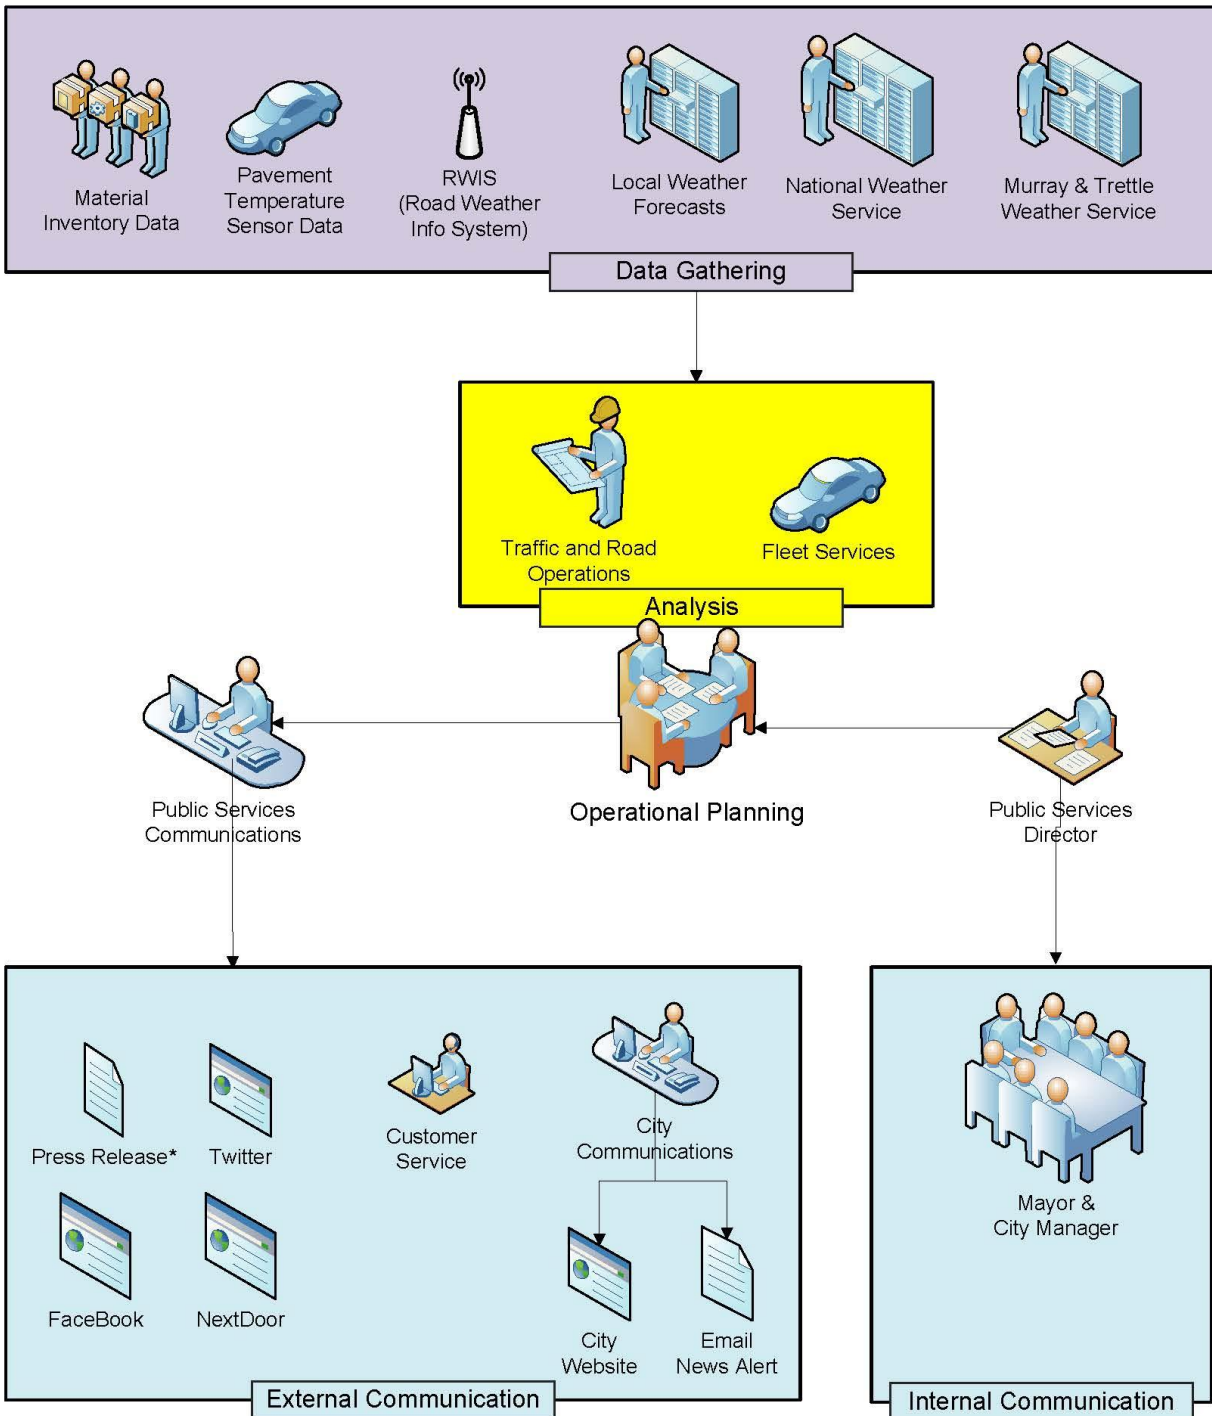 Material
Inventory Data
Pavement
Temperature
Sensor Data
RWIS
(Road Weather
Info System)
Local Weather
Forecasts
National Weather
Service
Murray & Trettle
Weather Service
Data Gathering
Traffic and Road
Operations
Fleet Services
Analysis
Public Services
Communications
Operational Planning
Public Services
Director
Press Release*
Twitter
Customer
Service
City
Communications
FaceBook
NextDoor
City
Website
Email
News Alert
External Communication
Mayor &
City Manager
Internal Communication